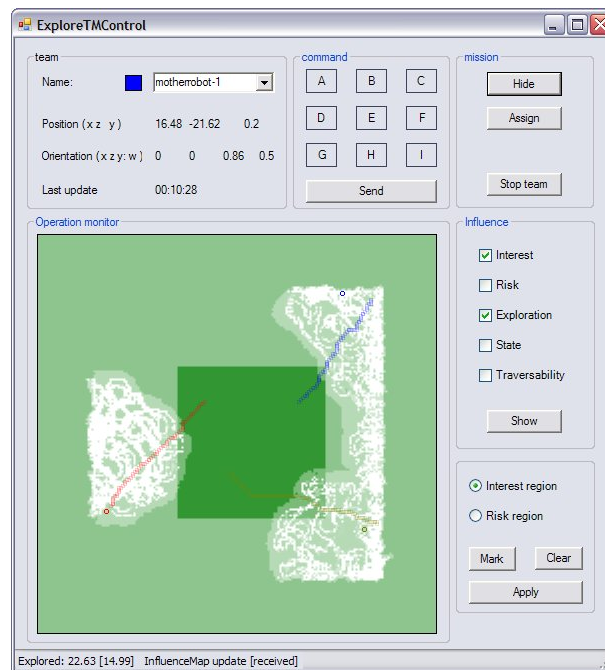 ExploreTMControl
team
Name: motherrobot-1
Position ( x z y ) 16.48 -21.62 0.2
Orientation ( x z y: w ) 0 0 0.86 0.5
Last update 00:10:28
command
A B C
D E F
G H I
Send
mission
Hide
Assign
Stop team
Operation monitor
Influence
Interest
Risk
Exploration
State
Traversability
Show
Interest region
Risk region
Mark Clear
Apply
Explored: 22.63 [14.99] InfluenceMap update [received]